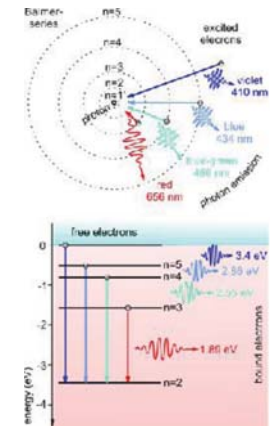 Balmer-
series
n=5
n=4
n=3
n=2
n=1
excited
elecrons
photon
violet
410 nm
blue
434 nm
blue-green
486 nm
red
656 nm
photon emission
free electrons
0
-1
-2
-3
-4
energy (eV)
n=5
n=4
n=3
n=2
3.4 eV
2.86 eV
2.55 eV
1.89 eV
bound electrons